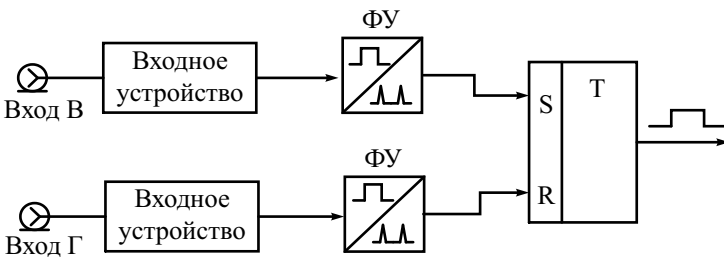 ФУ
Входное
устройство
Вход В
S
T
ФУ
R
Входное
устройство
Вход Г